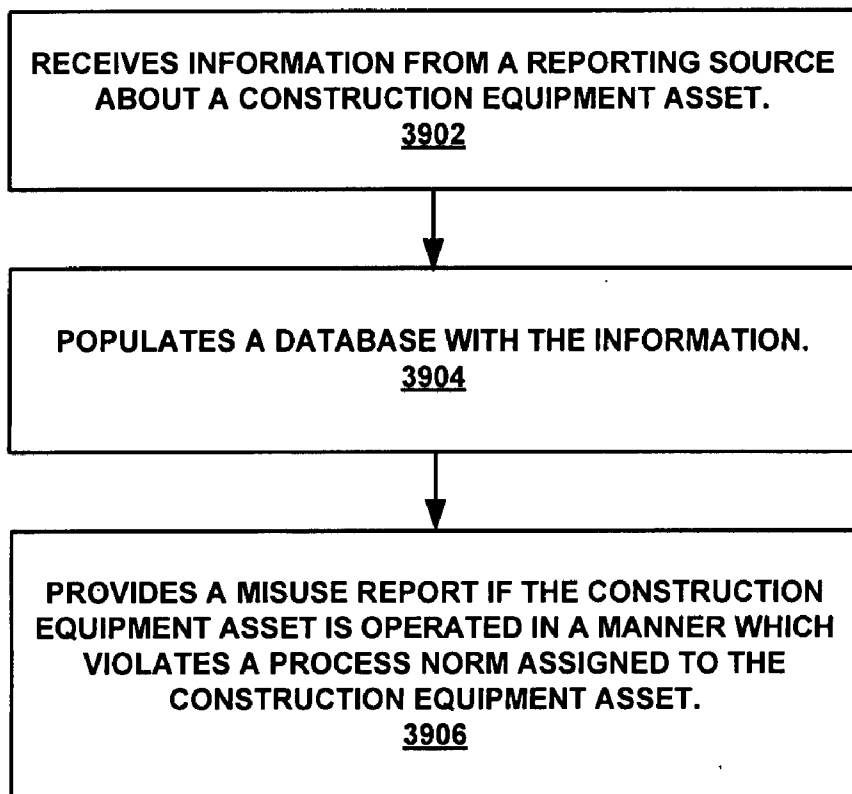 RECEIVES INFORMATION FROM A REPORTING SOURCE
ABOUT A CONSTRUCTION EQUIPMENT ASSET.
3902
POPULATES A DATABASE WITH THE INFORMATION.
3904
PROVIDES A MISUSE REPORT IF THE CONSTRUCTION
EQUIPMENT ASSET IS OPERATED IN A MANNER WHICH
VIOLATES A PROCESS NORM ASSIGNED TO THE
CONSTRUCTION EQUIPMENT ASSET.
3906